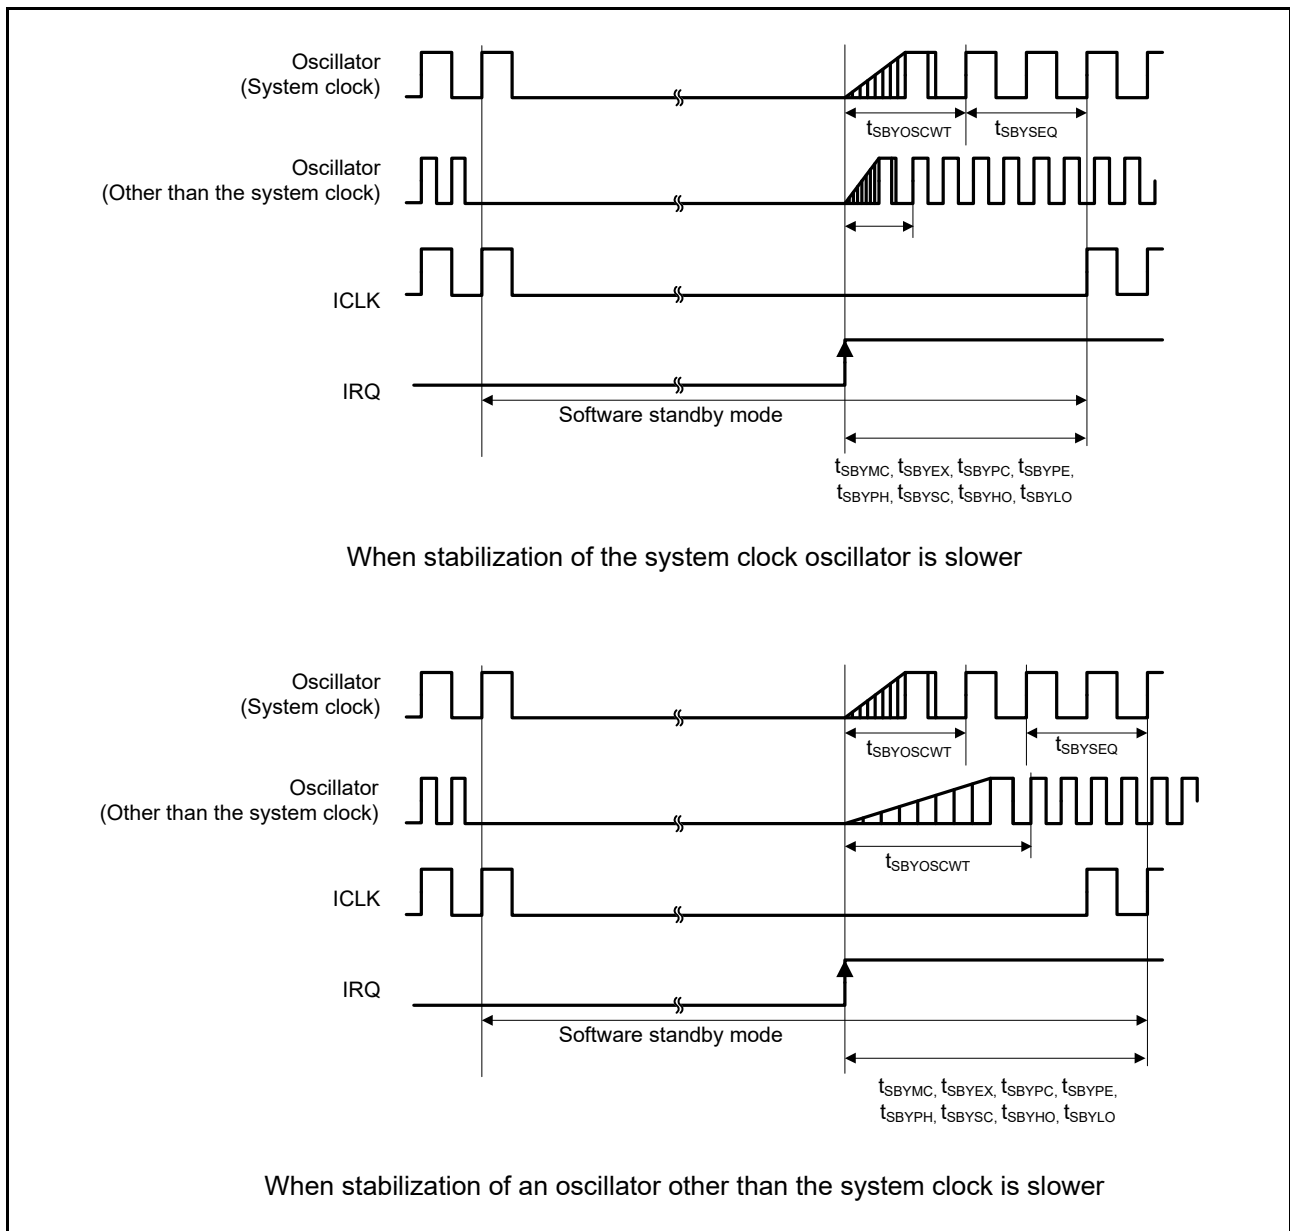 Oscillator
(System clock)
tSBYOSCWT
tSBYSEQ
Oscillator
(Other than the system clock)
ICLK
IRQ
Software standby mode
tSBYMC, tSBYEX, tSBYPC, tSBYPE,
tSBYPH, tSBYSC, tSBYHO, tSBYLO
When stabilization of the system clock oscillator is slower
Oscillator
(System clock)
tSBYOSCWT
tSBYSEQ
Oscillator
(Other than the system clock)
tSBYOSCWT
ICLK
IRQ
Software standby mode
tSBYMC, tSBYEX, tSBYPC, tSBYPE,
tSBYPH, tSBYSC, tSBYHO, tSBYLO
When stabilization of an oscillator other than the system clock is slower